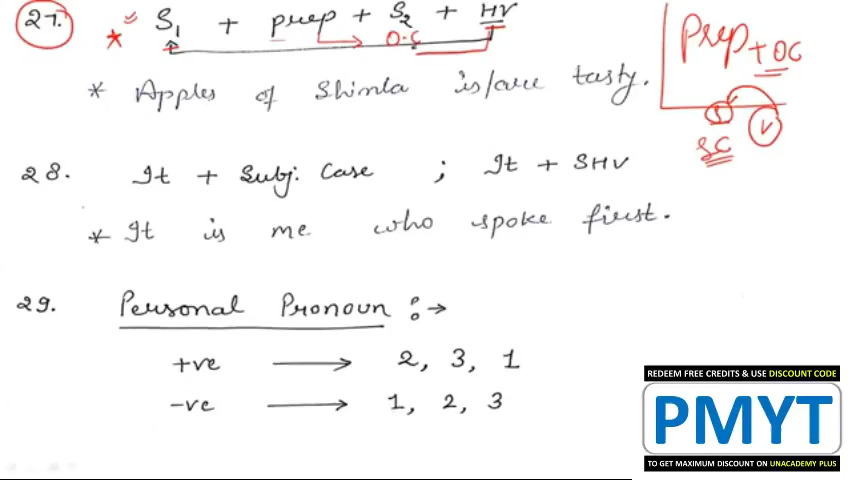 27. * S1 + prep + S2 + HV
O.C
Prep + OC
* Apples of Shimla is/are tasty.
S V
SC
28. It + Subj. Case ; It + SHV
* It is me who spoke first.
29. Personal Pronoun :→
+ve → 2, 3, 1
-ve → 1, 2, 3
REDEEM FREE CREDITS & USE DISCOUNT CODE
PMYT
TO GET MAXIMUM DISCOUNT ON UNACADEMY PLUS